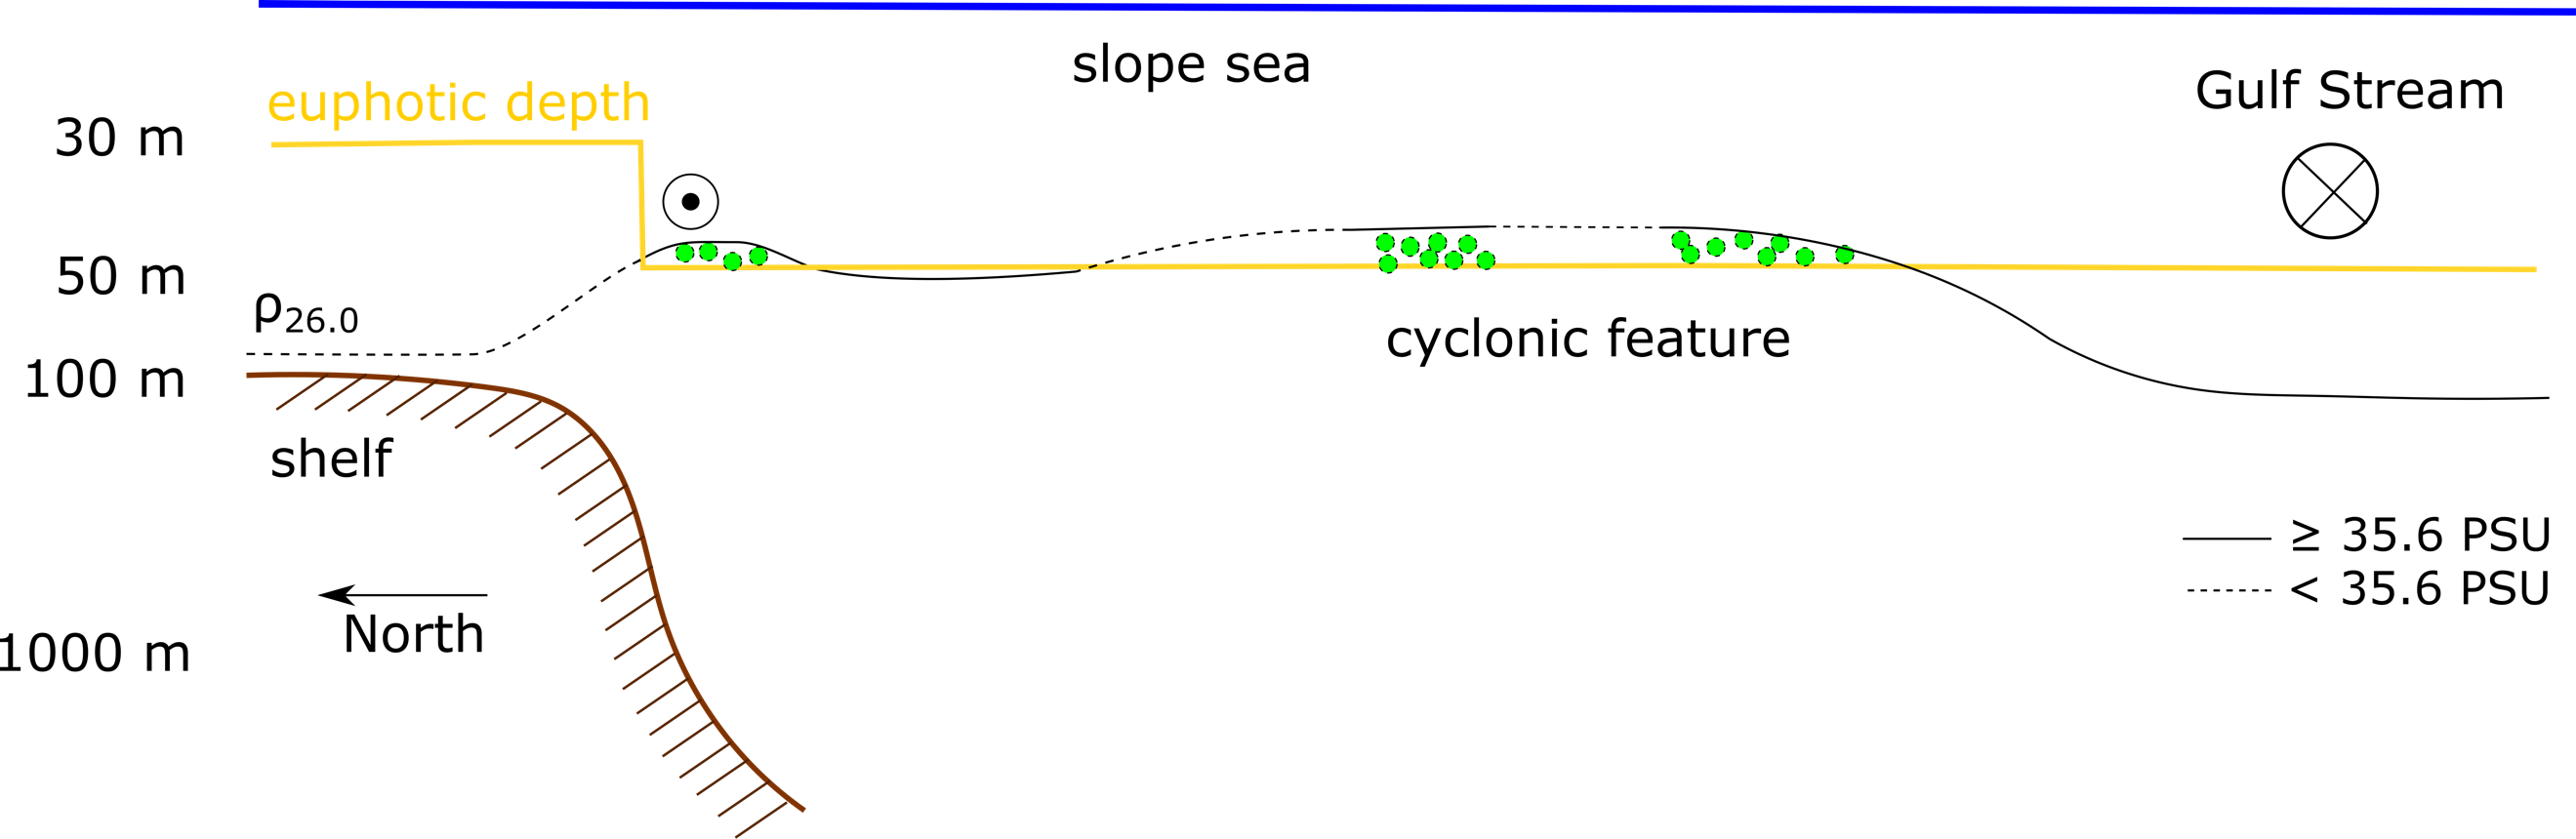 slope sea
Gulf Stream
euphotic depth
30 m
50 m
ρ26.0
cyclonic feature
100 m
shelf
≥ 35.6 PSU
< 35.6 PSU
North
1000 m